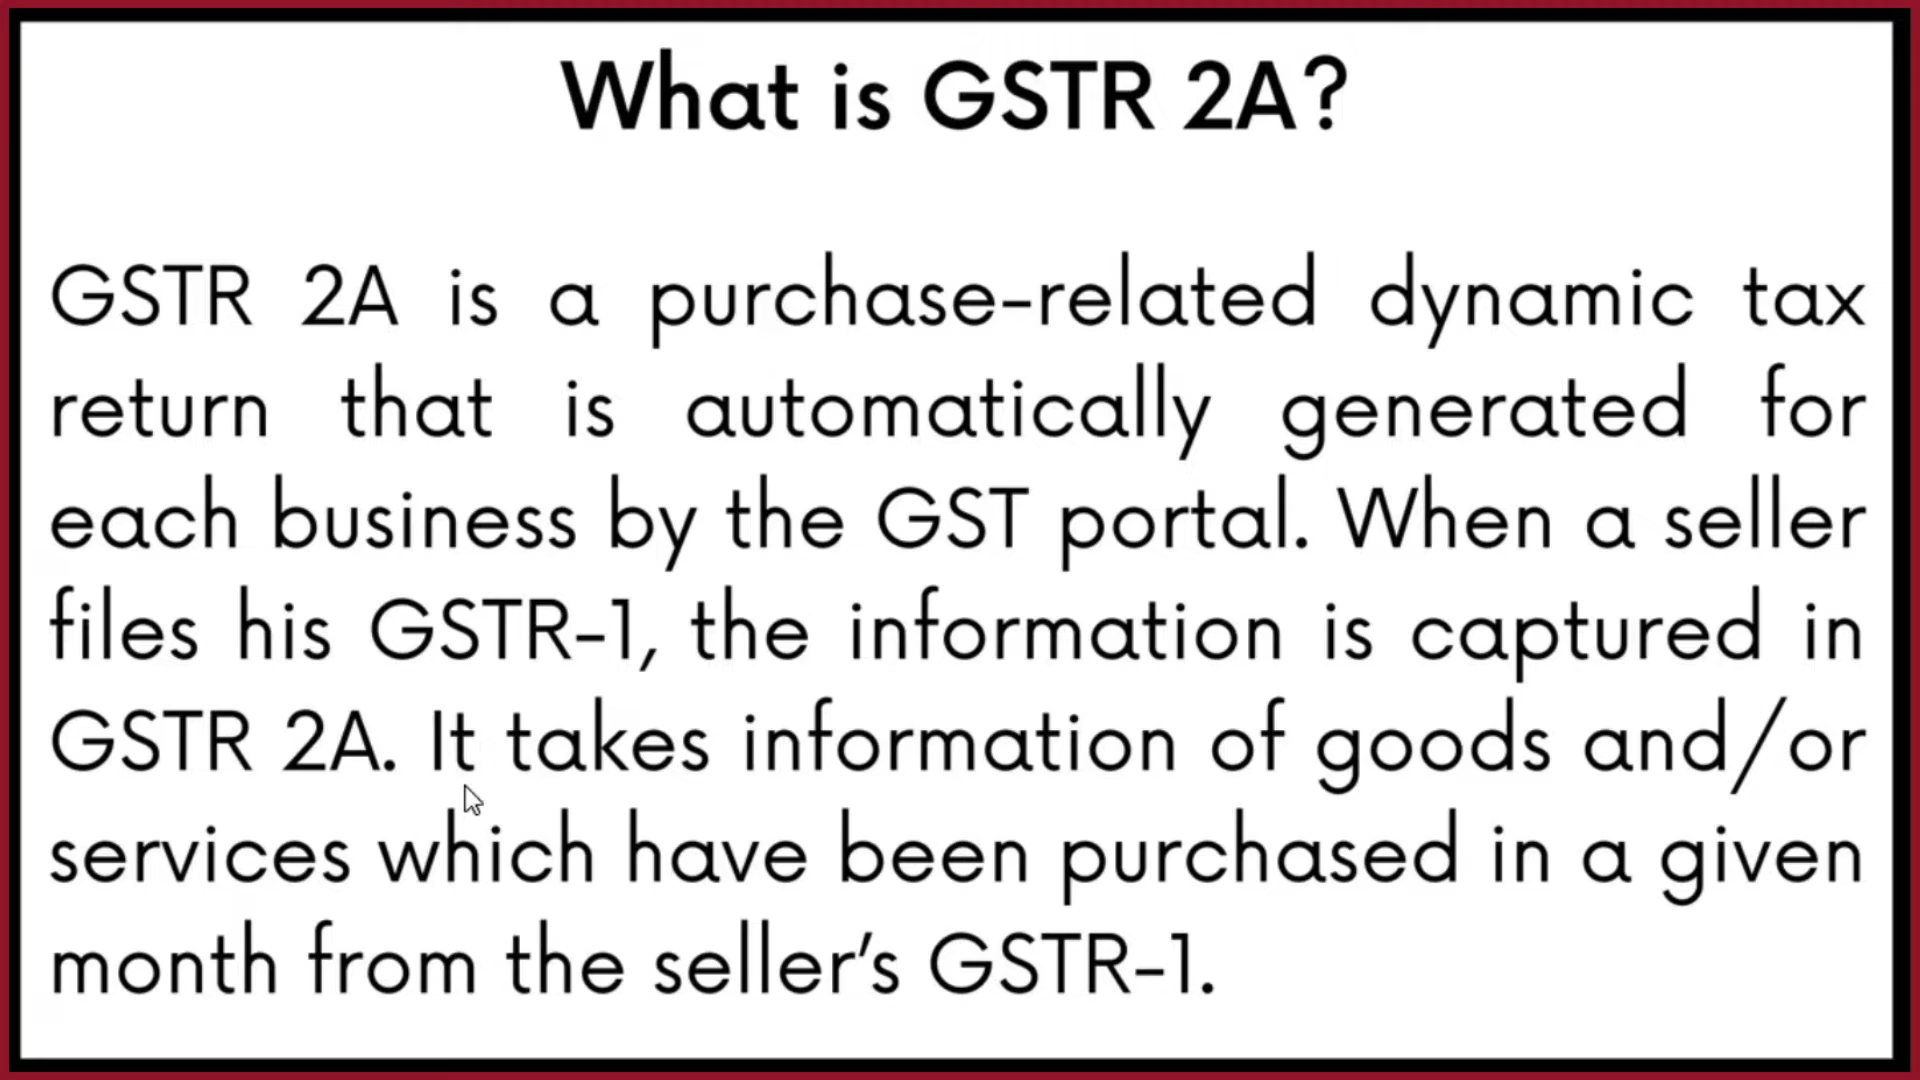 What is GSTR 2A?
GSTR 2A is a purchase-related dynamic tax
return that is automatically generated for
each business by the GST portal. When a seller
files his GSTR-1, the information is captured in
GSTR 2A. It takes information of goods and/or
services which have been purchased in a given
month from the seller’s GSTR-1.